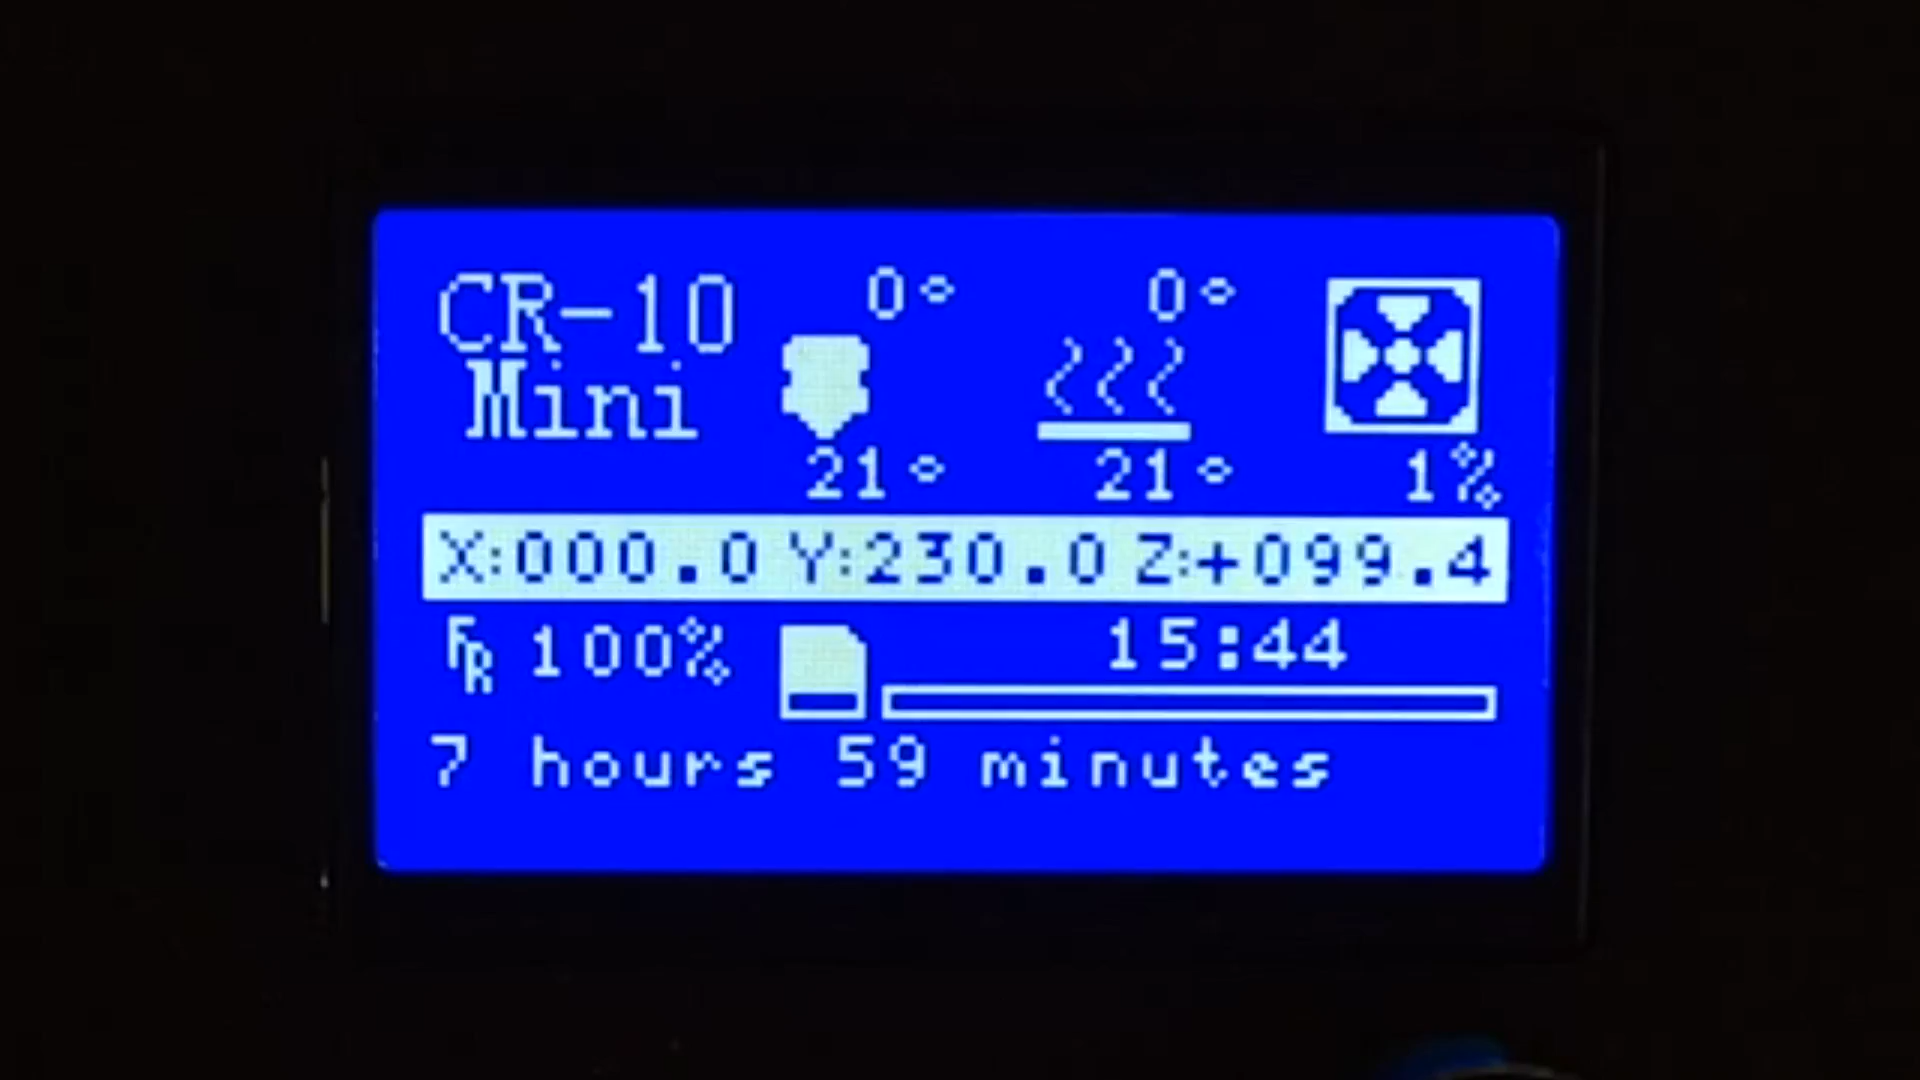 CR-10 0° 0°
Mini
21° 21° 1%
X:000.0 Y:230.0 Z:+099.4
FR 100% 15:44
7 hours 59 minutes